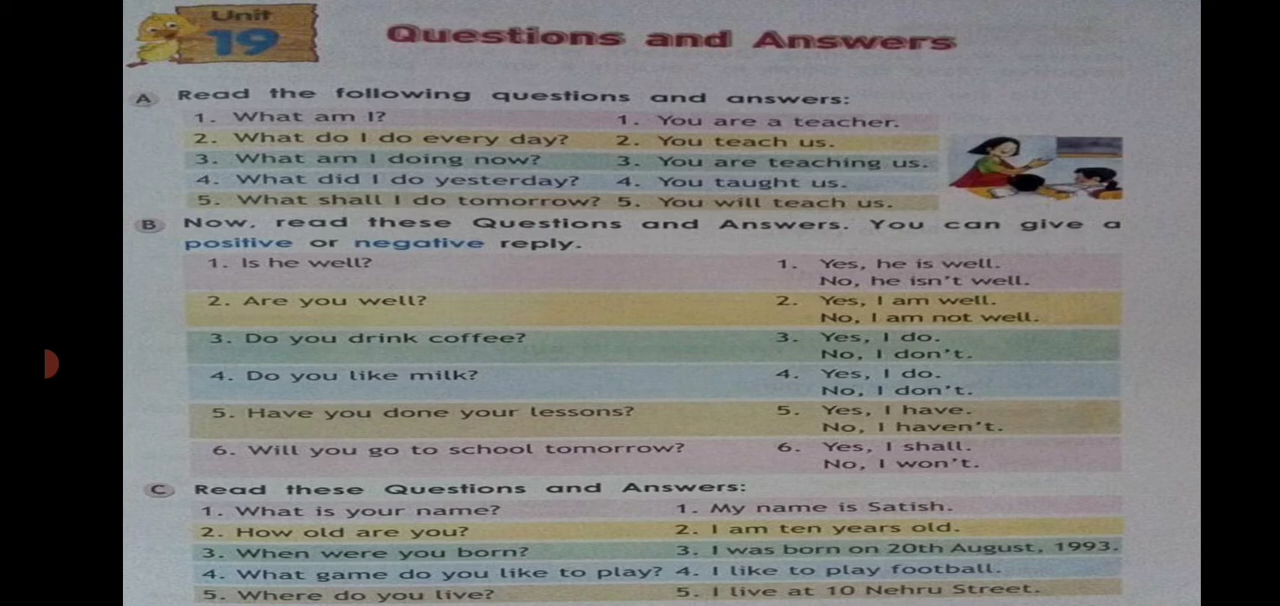 Unit
19
Questions and Answers
A Read the following questions and answers:
1. What am I? 1. You are a teacher.
2. What do I do every day? 2. You teach us.
3. What am I doing now? 3. You are teaching us.
4. What did I do yesterday? 4. You taught us.
5. What shall I do tomorrow? 5. You will teach us.
B Now, read these Questions and Answers. You can give a
positive or negative reply.
1. Is he well? 1. Yes, he is well.
No, he isn't well.
2. Are you well? 2. Yes, I am well.
No, I am not well.
3. Do you drink coffee? 3. Yes, I do.
No, I don't.
4. Do you like milk? 4. Yes, I do.
No, I don't.
5. Have you done your lessons? 5. Yes, I have.
No, I haven't.
6. Will you go to school tomorrow? 6. Yes, I shall.
No, I won't.
C Read these Questions and Answers:
1. What is your name? 1. My name is Satish.
2. How old are you? 2. I am ten years old.
3. When were you born? 3. I was born on 20th August, 1993.
4. What game do you like to play? 4. I like to play football.
5. Where do you live? 5. I live at 10 Nehru Street.